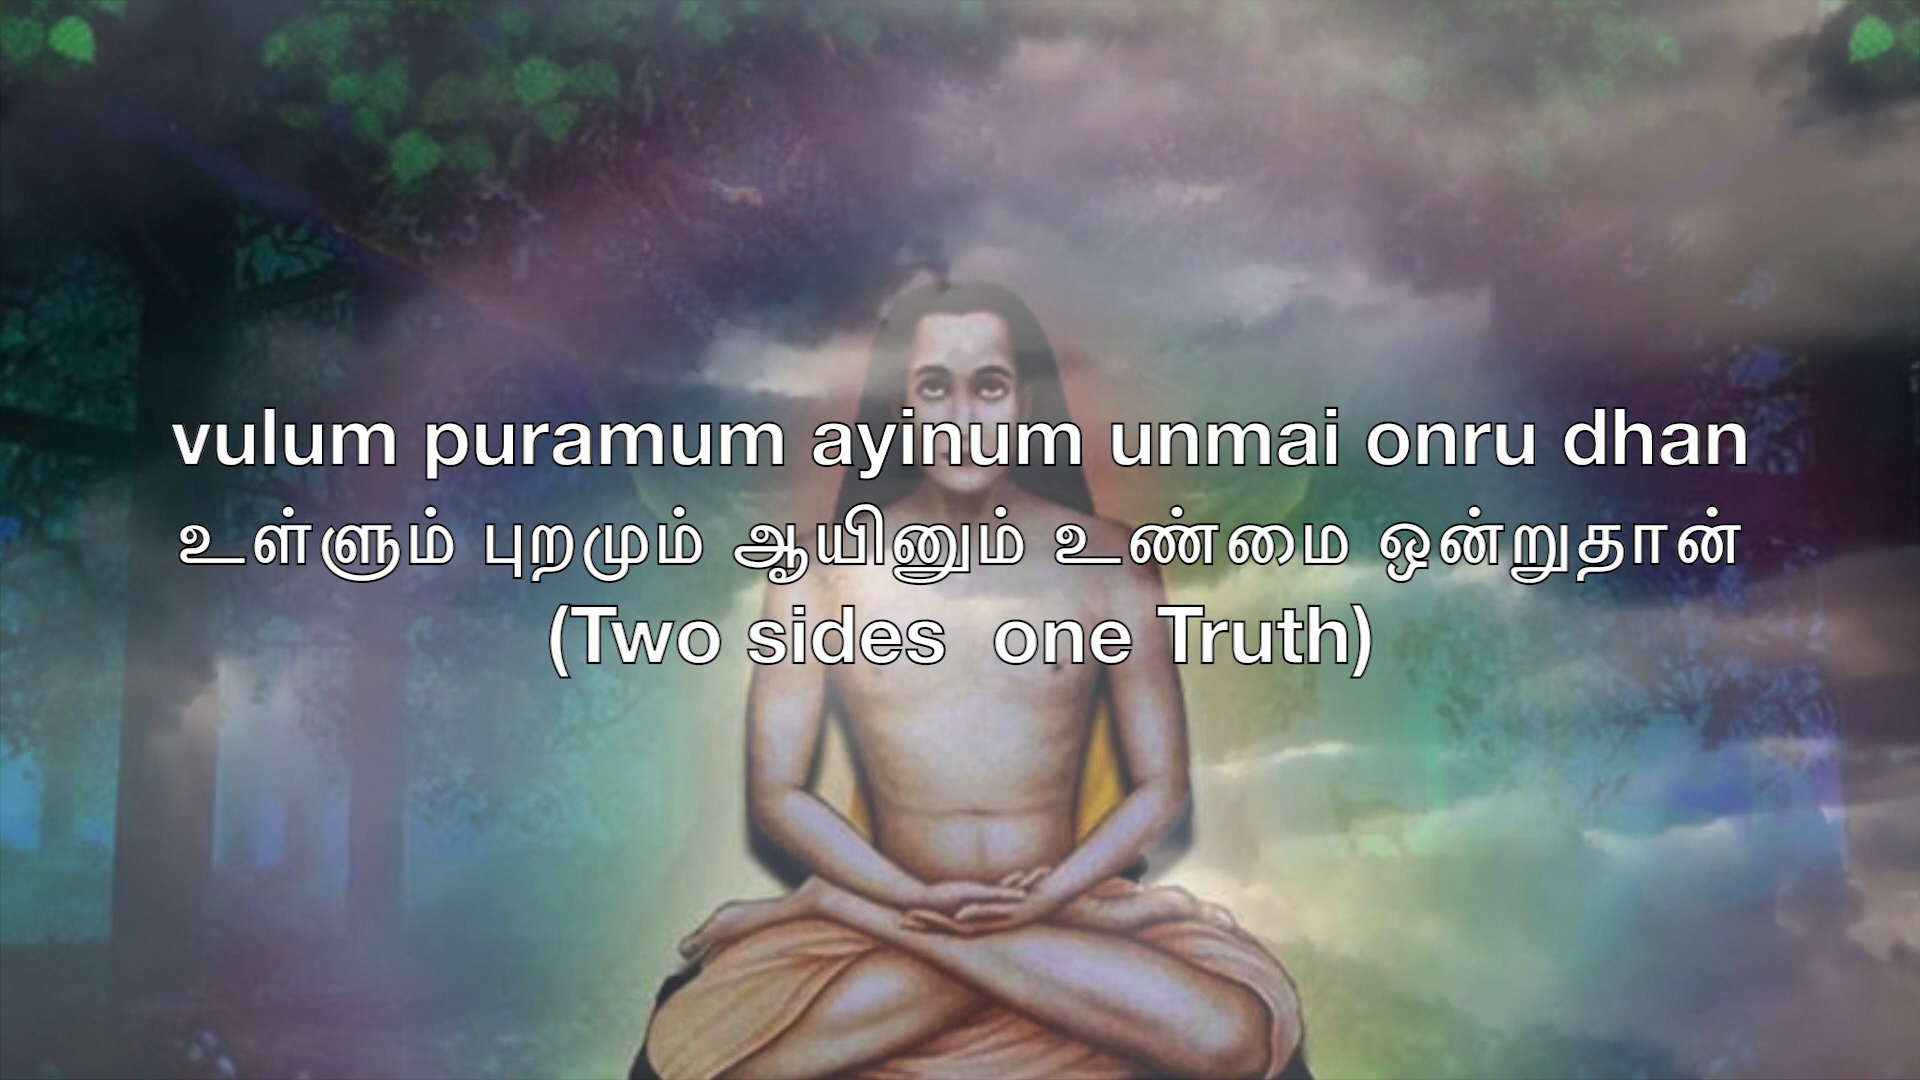 vulum puramum ayinum unmai onru dhan
உள்ளும் புறமும் ஆயினும் உண்மை ஒன்றுதான்
(Two sides  one Truth)